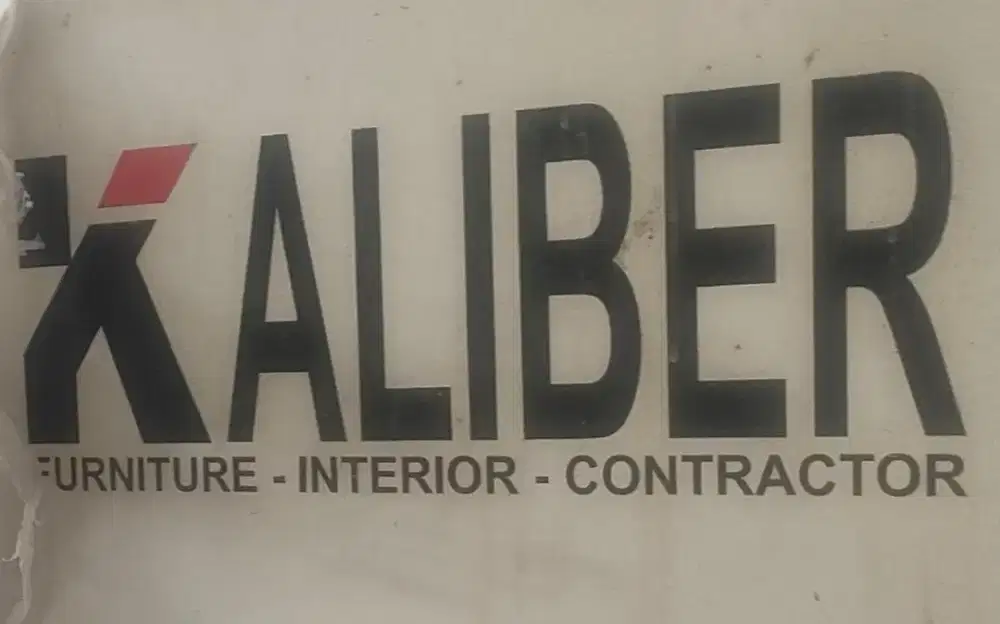 KALIBER
FURNITURE - INTERIOR - CONTRACTOR